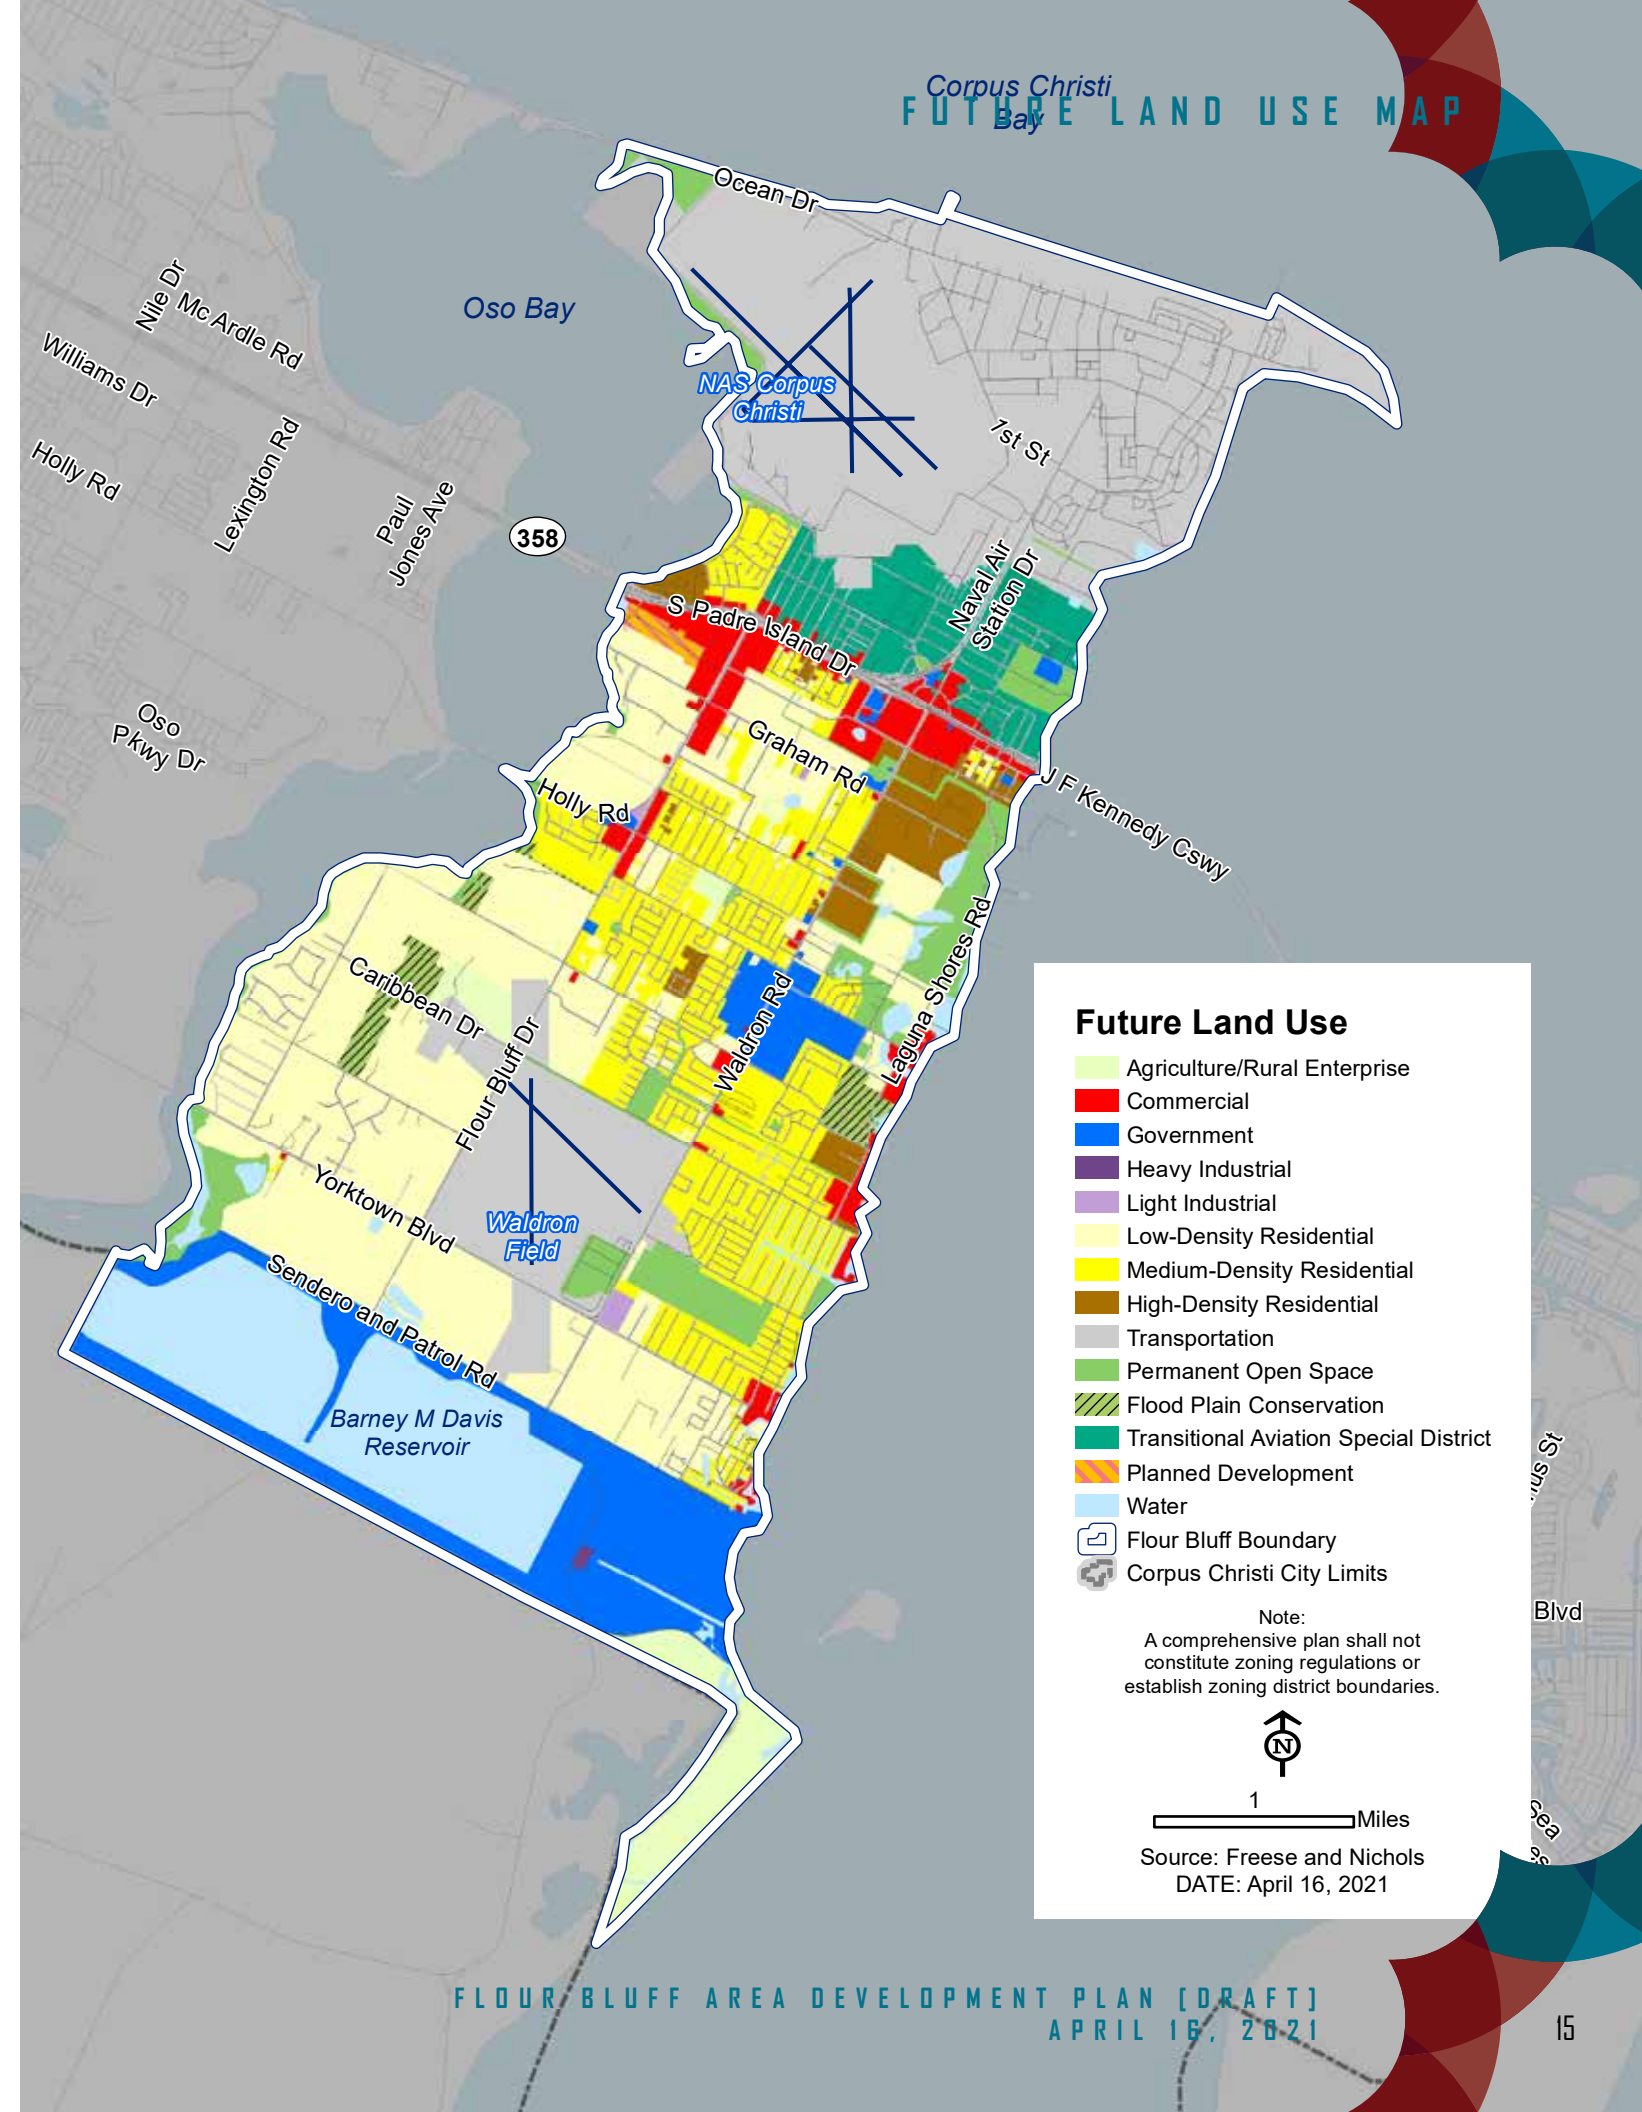 Corpus Christi
Bay
FUTURE LAND USE MAP
Ocean Dr
Oso Bay
Nile Dr
Mc Ardle Rd
Williams Dr
NAS Corpus
Christi
Holly Rd
Lexington Rd
Paul
Jones Ave
1st St
358
Naval Air
Station Dr
S Padre Island Dr
Oso
Pkwy Dr
Graham Rd
Holly Rd
J F Kennedy Cswy
Caribbean Dr
Flour Bluff Dr
Waldron Rd
Laguna Shores Rd
Yorktown Blvd
Waldron
Field
Sendero and Patrol Rd
Barney M Davis
Reservoir
Future Land Use
Agriculture/Rural Enterprise
Commercial
Government
Heavy Industrial
Light Industrial
Low-Density Residential
Medium-Density Residential
High-Density Residential
Transportation
Permanent Open Space
Flood Plain Conservation
Transitional Aviation Special District
Planned Development
Water
Flour Bluff Boundary
Corpus Christi City Limits
Note:
A comprehensive plan shall not
constitute zoning regulations or
establish zoning district boundaries.
N
1
Miles
Source: Freese and Nichols
DATE: April 16, 2021
St
Blvd
Sea
FLOUR BLUFF AREA DEVELOPMENT PLAN [DRAFT]
APRIL 16, 2021
15